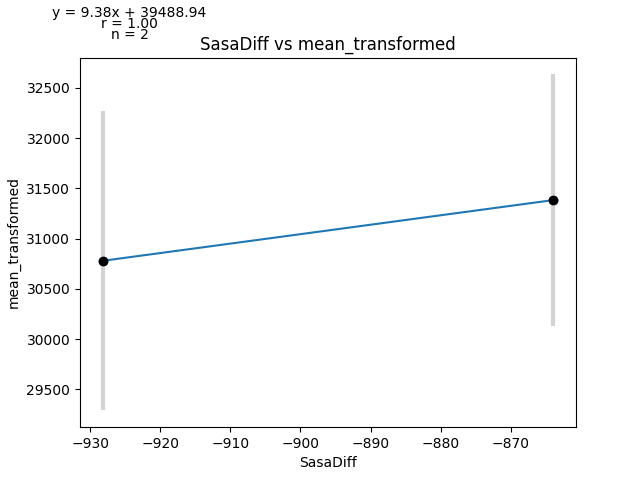 y = 9.38x + 39488.94
r = 1.00
n = 2
SasaDiff vs mean_transformed
32500
32000
31500
31000
30500
30000
29500
mean_transformed
−930
−920
−910
−900
−890
−880
−870
SasaDiff